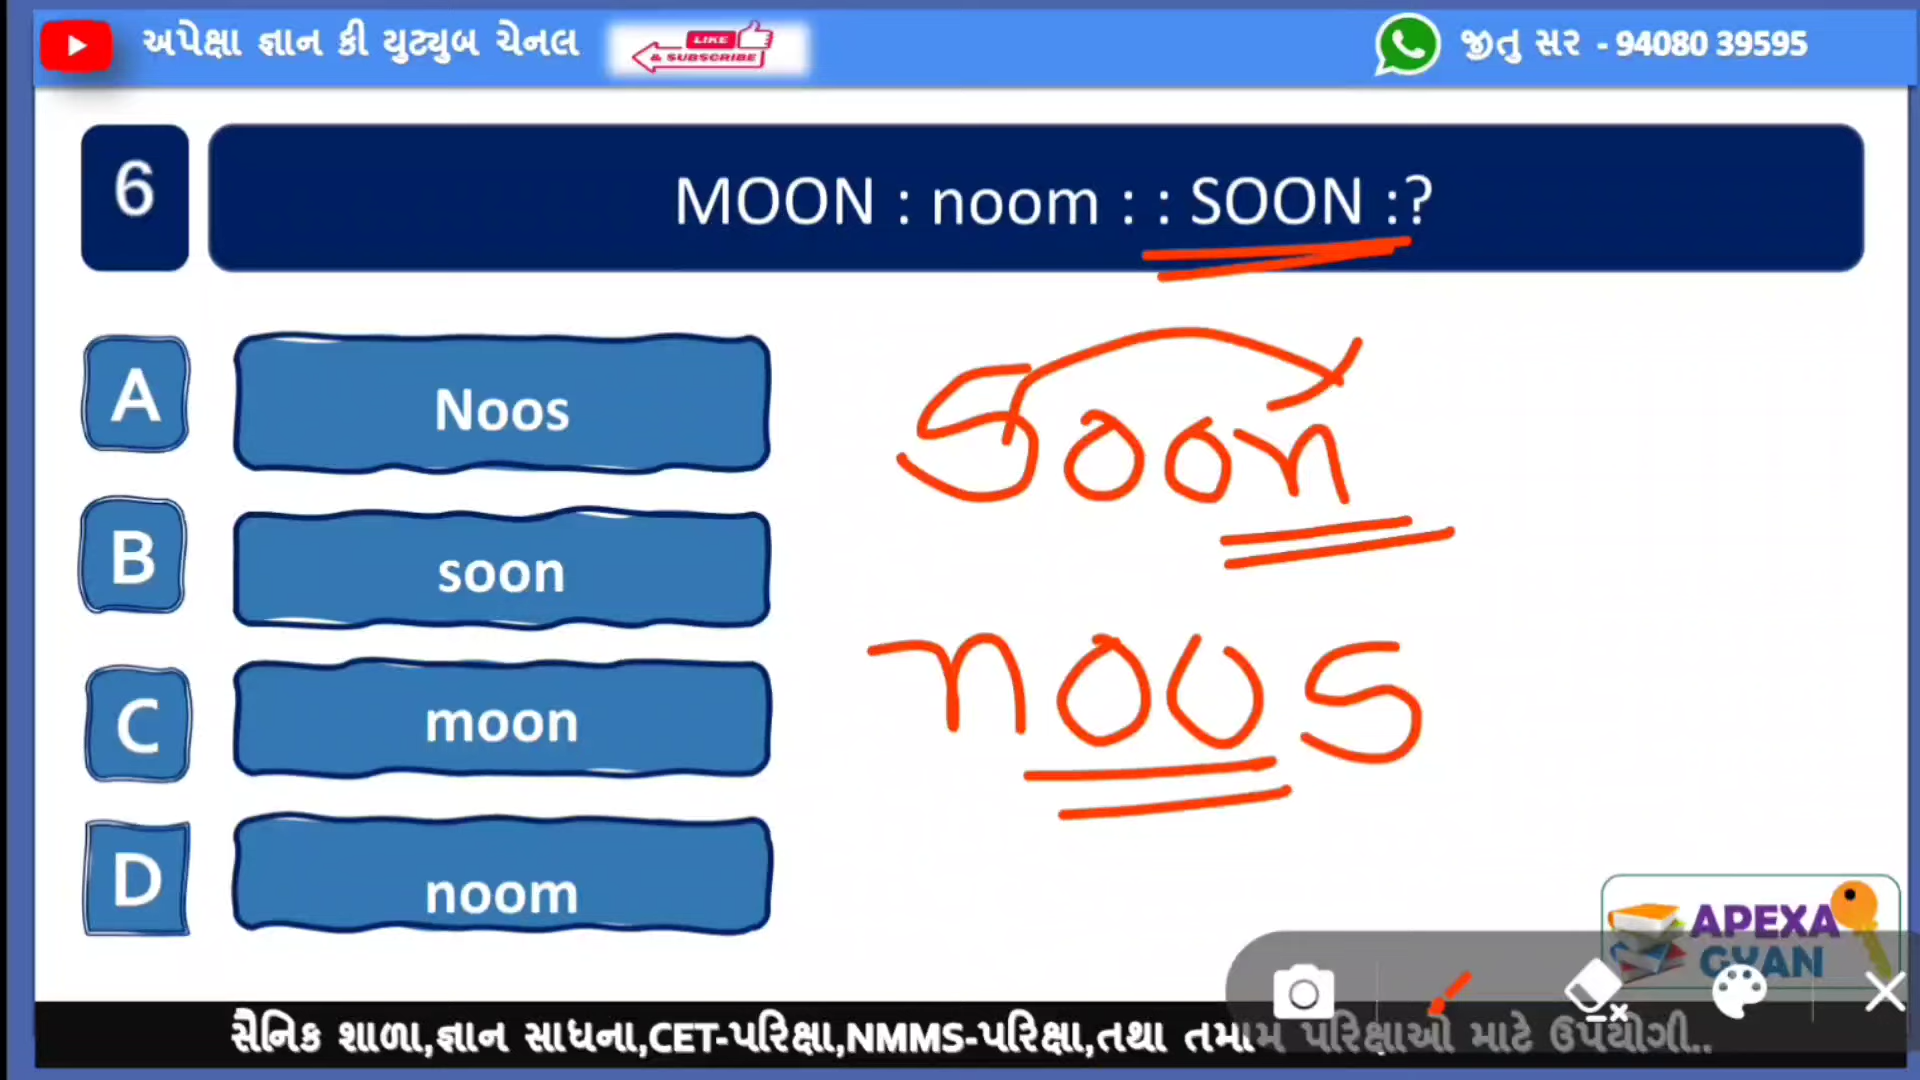 અપેક્ષા જ્ઞાન કી યુટ્યુબ ચેનલ
LIKE
& SUBSCRIBE
જીતુ સર - 94080 39595
6
MOON : noom : : SOON :?
A
Noos
B
soon
C
moon
D
noom
Soon
noos
APEXA
GYAN
સૈનિક શાળા,જ્ઞાન સાધના,CET-પરિક્ષા,NMMS-પરિક્ષા,તથા તમામ પરિક્ષાઓ માટે ઉપયોગી..